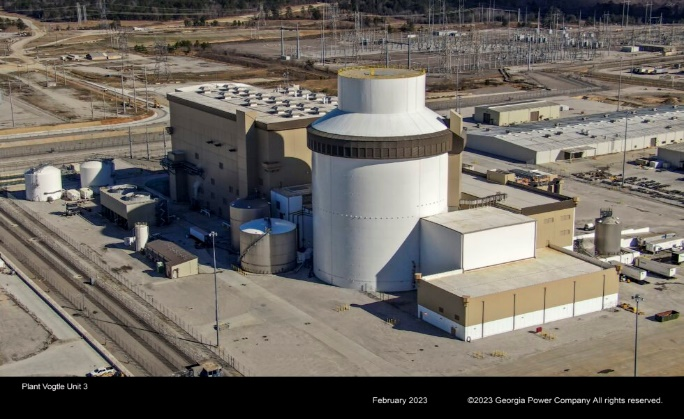 Plant Vogtle Unit 3
February 2023 ©2023 Georgia Power Company All rights reserved.